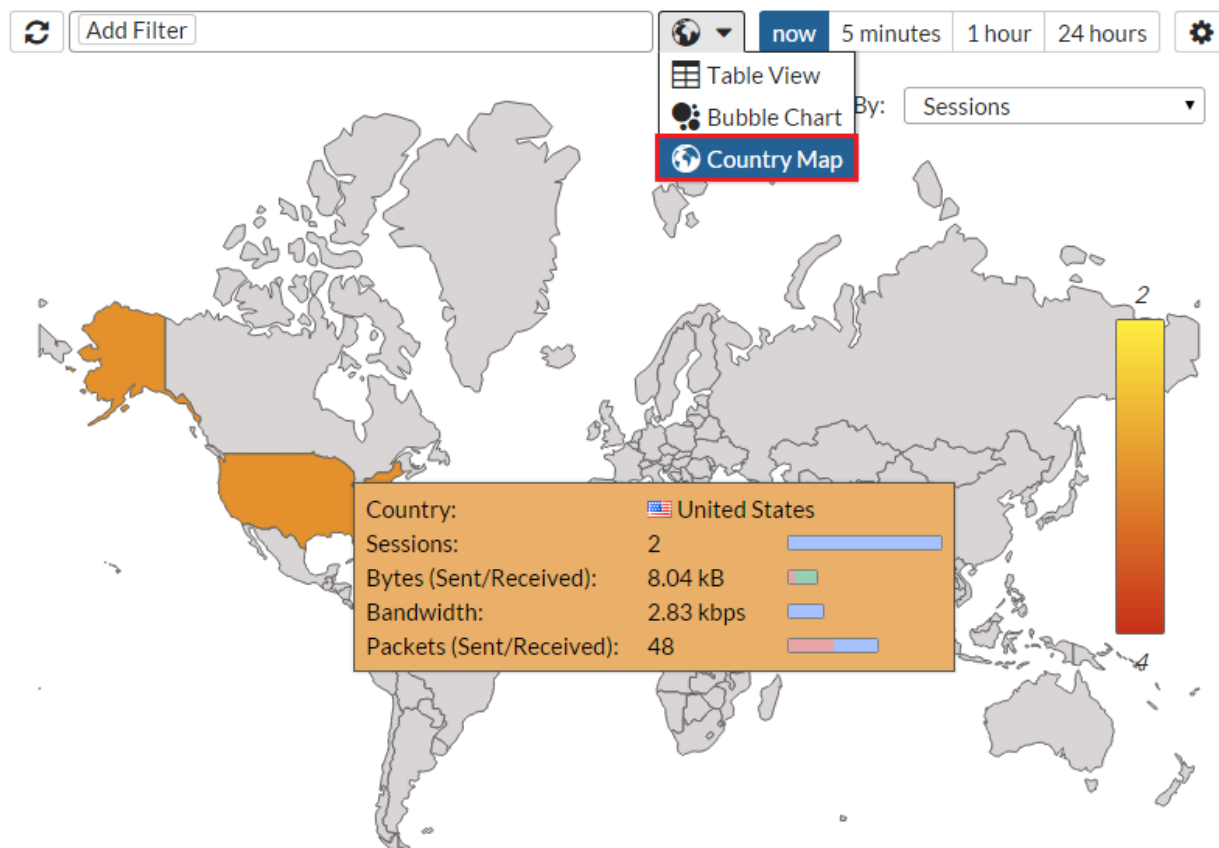 Add Filter now 5 minutes 1 hour 24 hours
Table View
Bubble Chart By: Sessions
Country Map
2
Country: United States
Sessions: 2
Bytes (Sent/Received): 8.04 kB
Bandwidth: 2.83 kbps
Packets (Sent/Received): 48
4